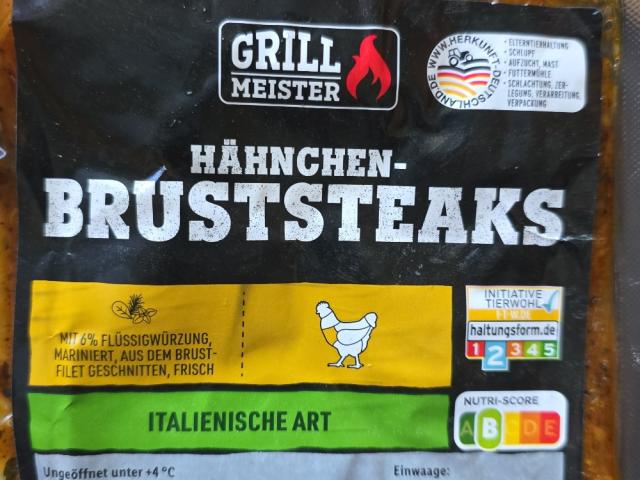 GRILL
MEISTER
WWW.HERKUNFT-DEUTSCHLAND.DE
• ELTERNTIERHALTUNG
• SCHLUPF
• AUFZUCHT, MAST
• FUTTERMÜHLE
• SCHLACHTUNG, ZER-
LEGUNG, VERARBEITUNG,
VERPACKUNG
HÄHNCHEN-
BRUSTSTEAKS
MIT 6% FLÜSSIGWÜRZUNG,
MARINIERT, AUS DEM BRUST-
FILET GESCHNITTEN, FRISCH
INITIATIVE
TIERWOHL
I-T-W.DE
haltungsform.de
1 2 3 4 5
ITALIENISCHE ART
NUTRI-SCORE
A B C D E
Ungeöffnet unter +4 °C
Einwaage: